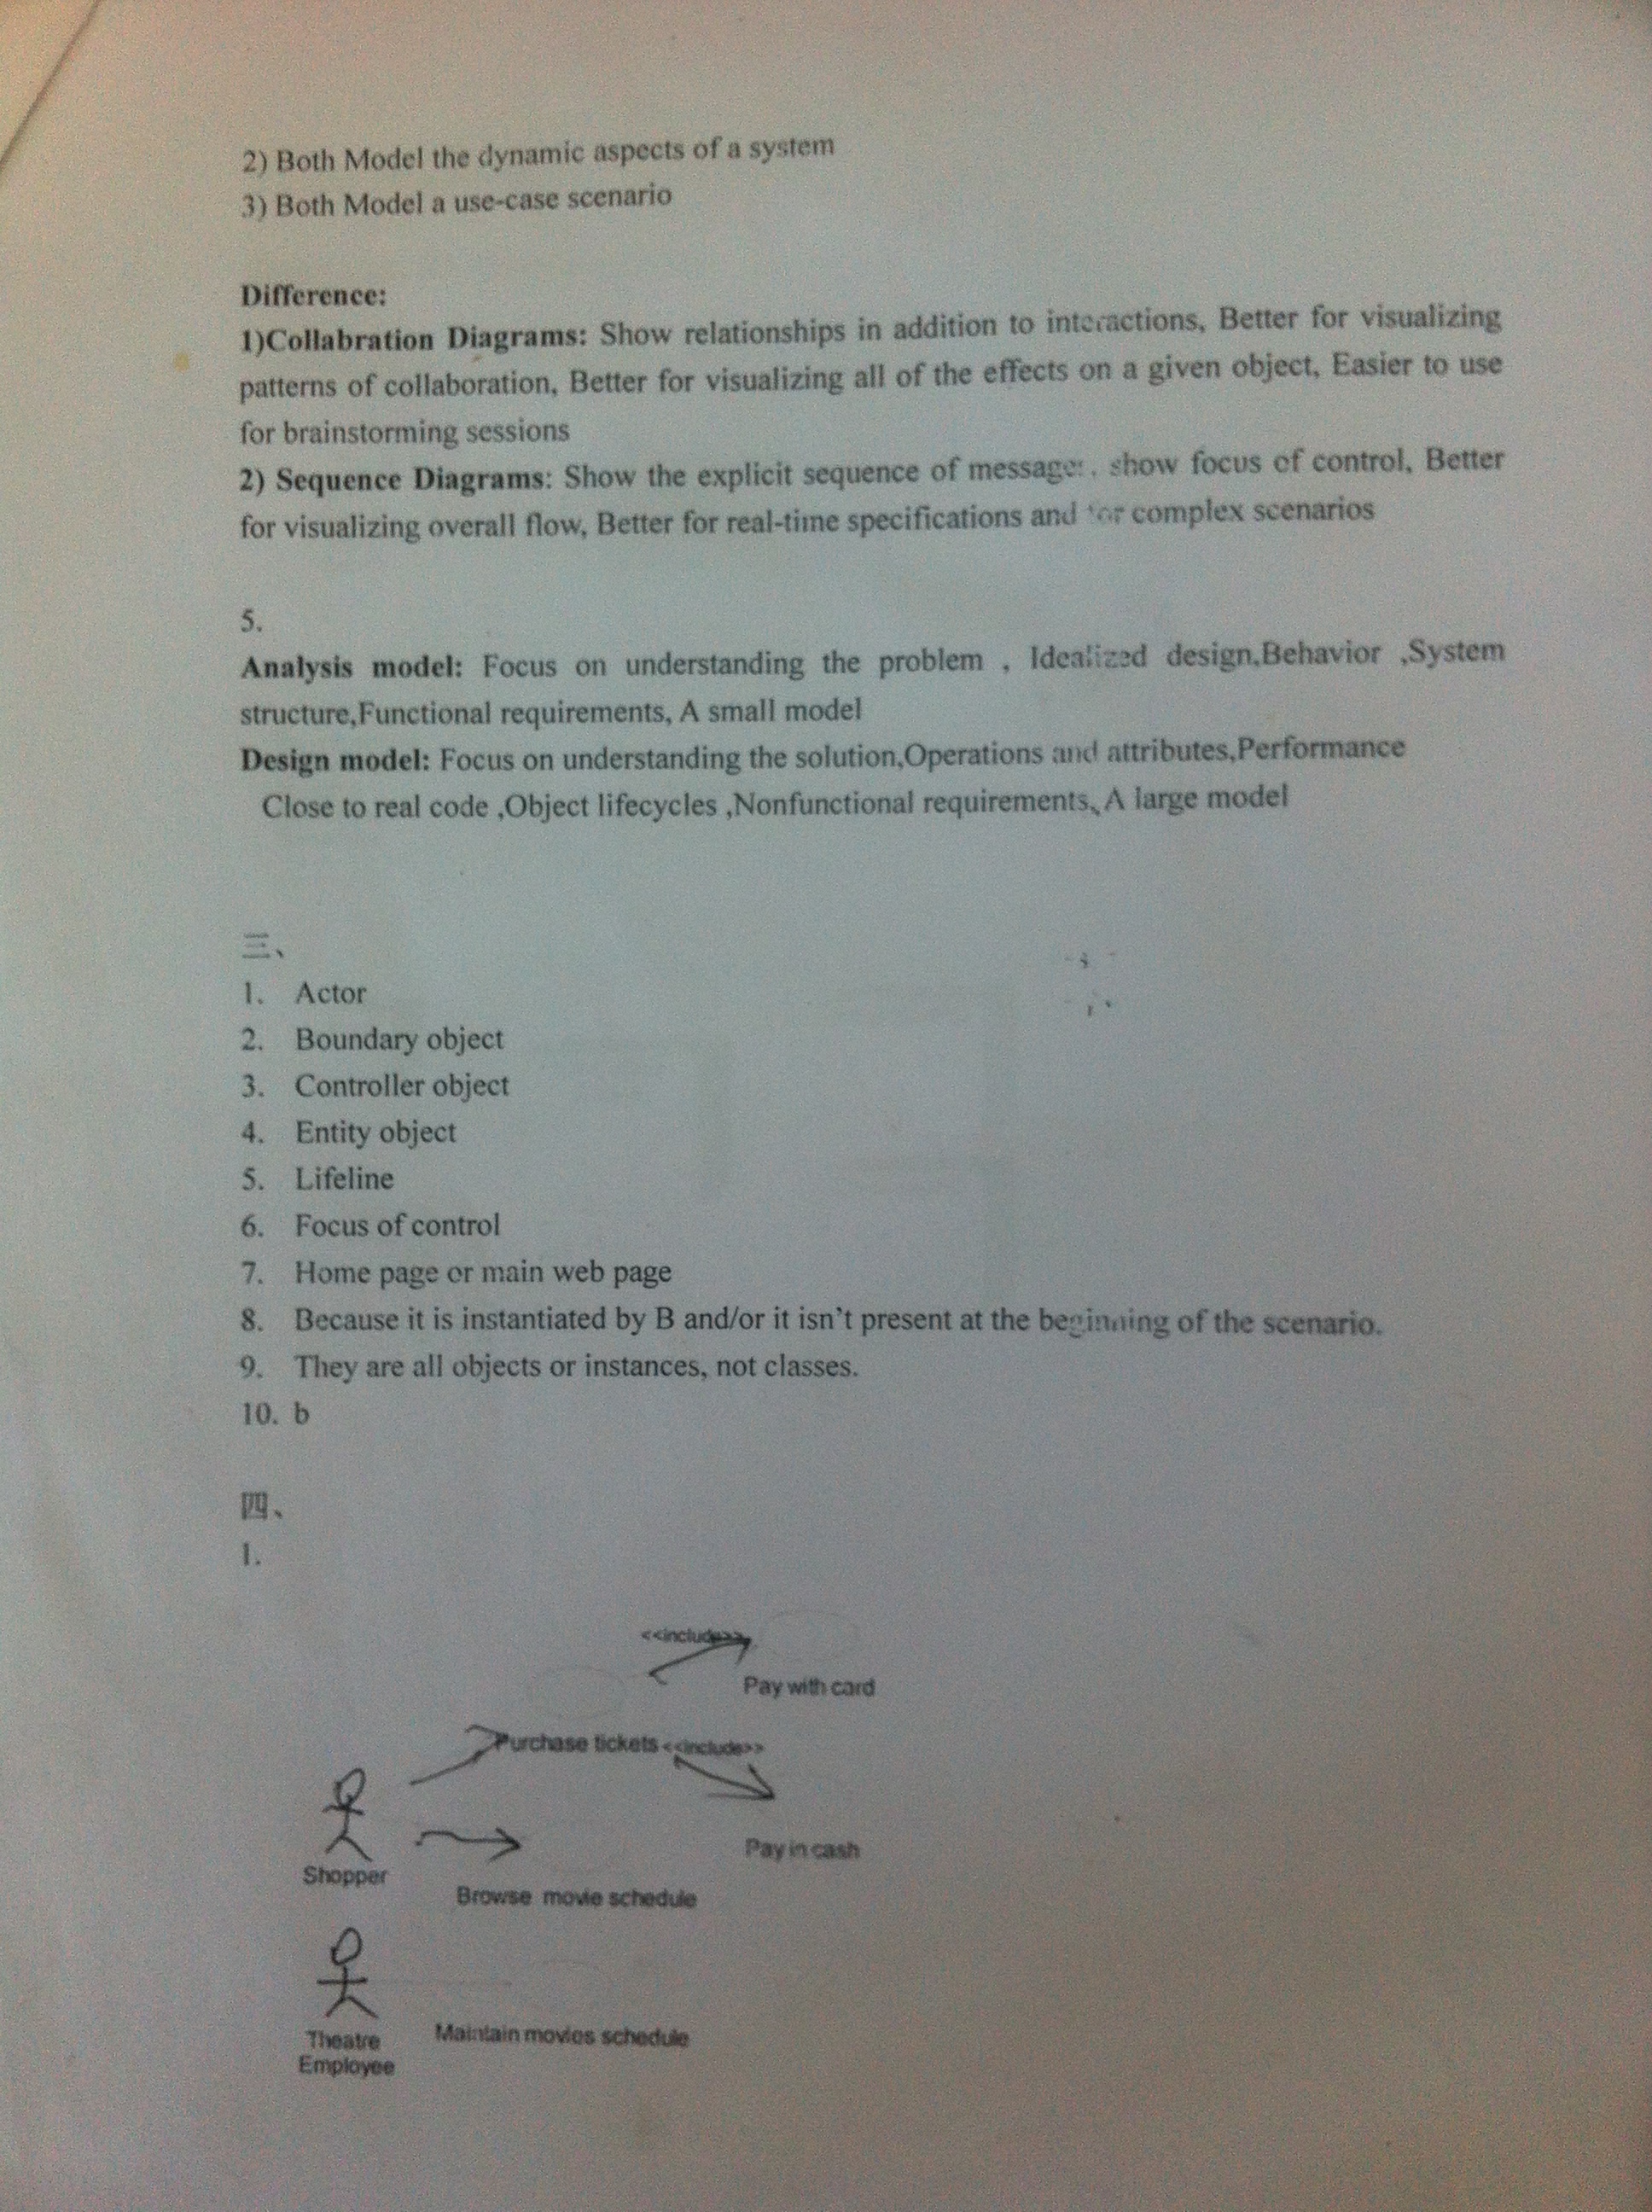 2) Both Model the dynamic aspects of a system
3) Both Model a use-case scenario
Difference:
1)Collabration Diagrams: Show relationships in addition to interactions, Better for visualizing
patterns of collaboration, Better for visualizing all of the effects on a given object, Easier to use
for brainstorming sessions
2) Sequence Diagrams: Show the explicit sequence of messages, show focus of control, Better
for visualizing overall flow, Better for real-time specifications and for complex scenarios
5.
Analysis model: Focus on understanding the problem , Idealized design,Behavior ,System
structure,Functional requirements, A small model
Design model: Focus on understanding the solution,Operations and attributes,Performance
Close to real code ,Object lifecycles ,Nonfunctional requirements、A large model
三、
1. Actor
2. Boundary object
3. Controller object
4. Entity object
5. Lifeline
6. Focus of control
7. Home page or main web page
8. Because it is instantiated by B and/or it isn't present at the beginning of the scenario.
9. They are all objects or instances, not classes.
10. b
四、
1.
<<include>>
Pay with card
Purchase tickets <<include>>
Shopper
Pay in cash
Browse movie schedule
Theatre
Employee
Maintain movies schedule